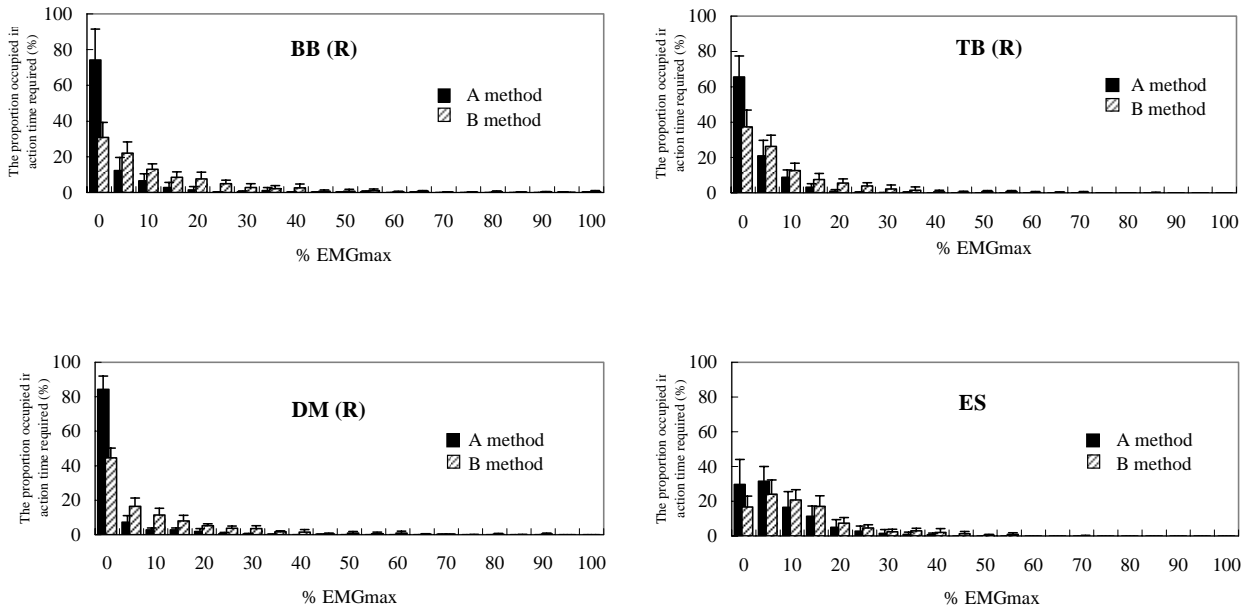 The proportion occupied in
action time required (%)
100
80
60
40
20
0
BB (R)
A method
B method
0 10 20 30 40 50 60 70 80 90 100
% EMGmax
The proportion occupied in
action time required (%)
100
80
60
40
20
0
TB (R)
A method
B method
0 10 20 30 40 50 60 70 80 90 100
% EMGmax
The proportion occupied in
action time required (%)
100
80
60
40
20
0
DM (R)
A method
B method
0 10 20 30 40 50 60 70 80 90 100
% EMGmax
The proportion occupied in
action time required (%)
100
80
60
40
20
0
ES
A method
B method
0 10 20 30 40 50 60 70 80 90 100
% EMGmax